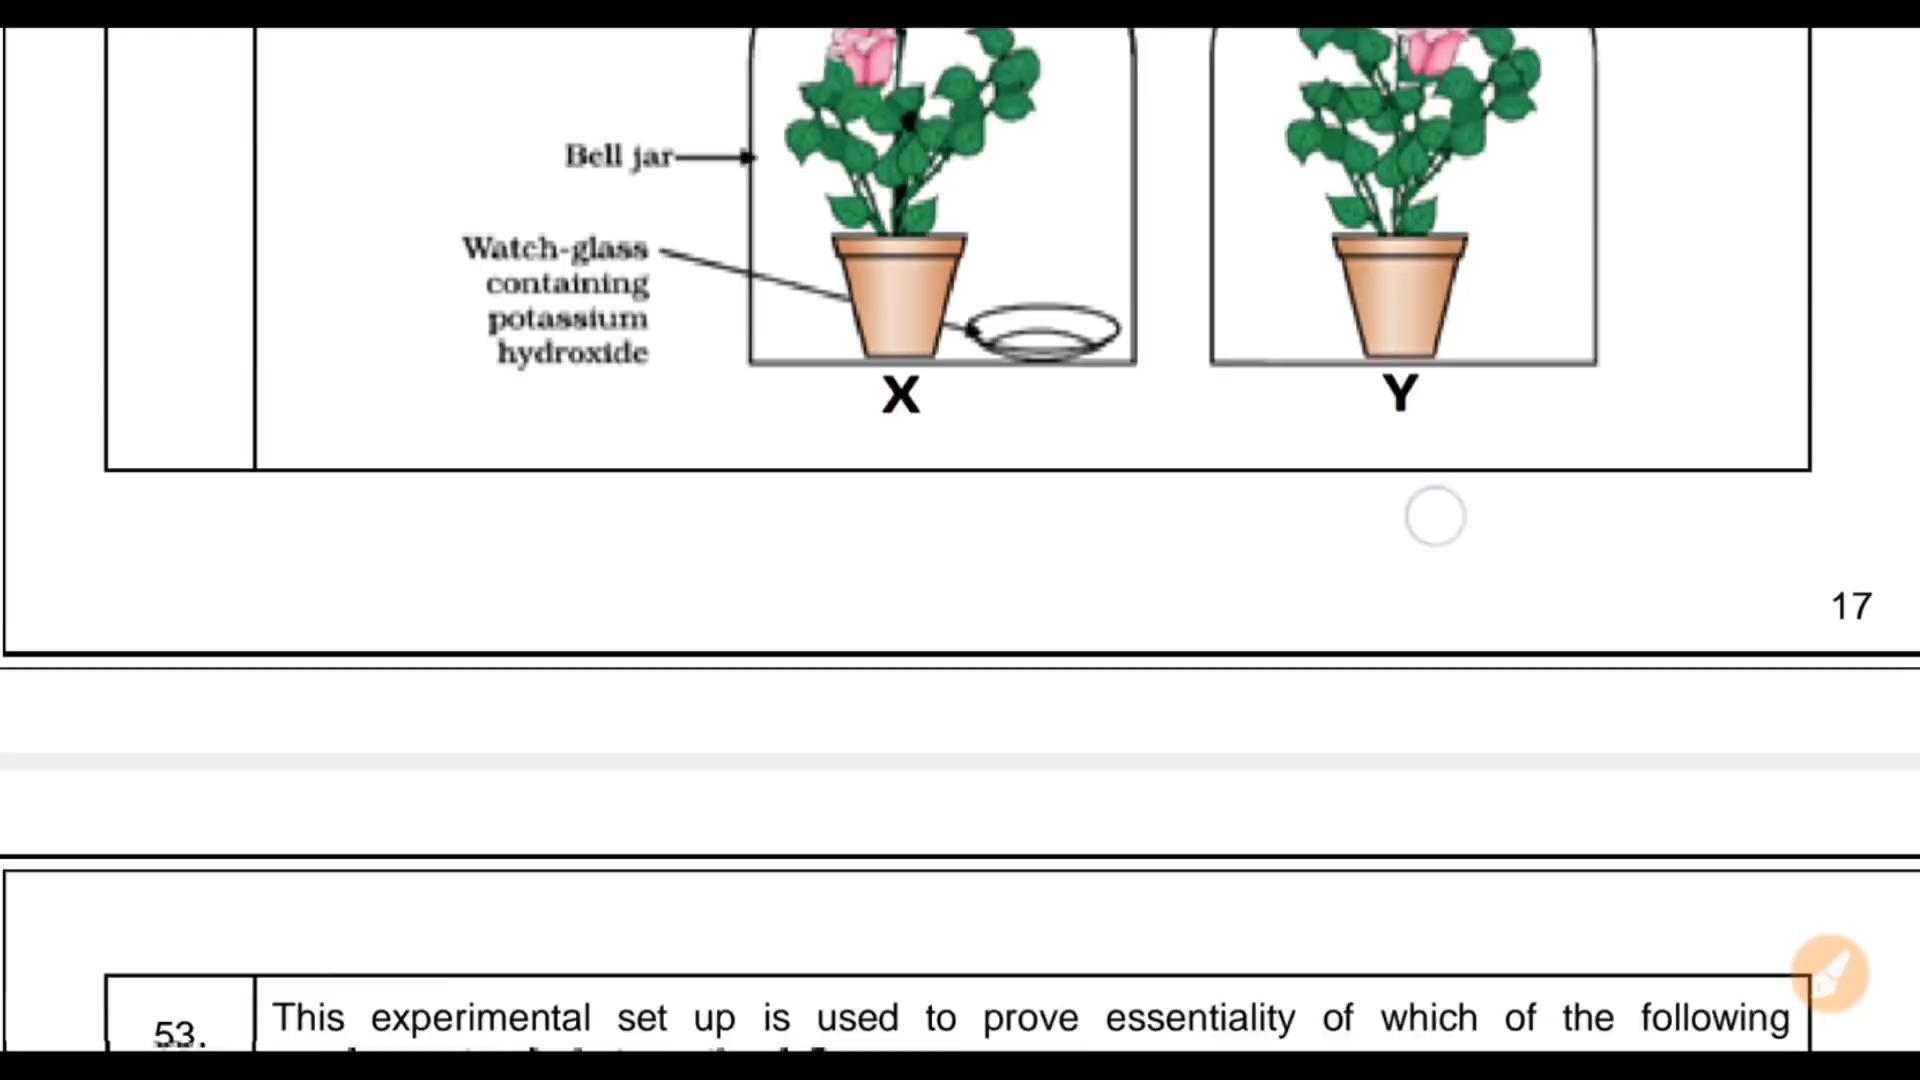 Bell jar
Watch-glass
containing
potassium
hydroxide
X
Y
17
53.
This experimental set up is used to prove essentiality of which of the following